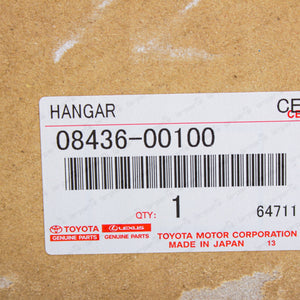 HANGAR CE
08436-00100
QTY: 1 64711
TOYOTA LEXUS TOYOTA MOTOR CORPORATION
GENUINE PARTS GENUINE PARTS MADE IN JAPAN 13